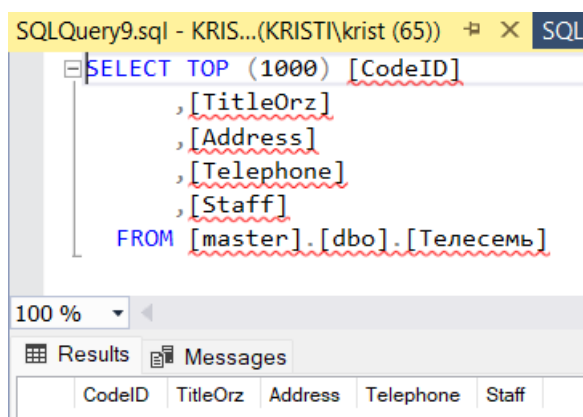 SQLQuery9.sql - KRIS...(KRISTI\krist (65)) SQL
SELECT TOP (1000) [CodeID]
,[TitleOrz]
,[Address]
,[Telephone]
,[Staff]
FROM [master].[dbo].[Телесемь]
100 %
Results Messages
CodeID TitleOrz Address Telephone Staff